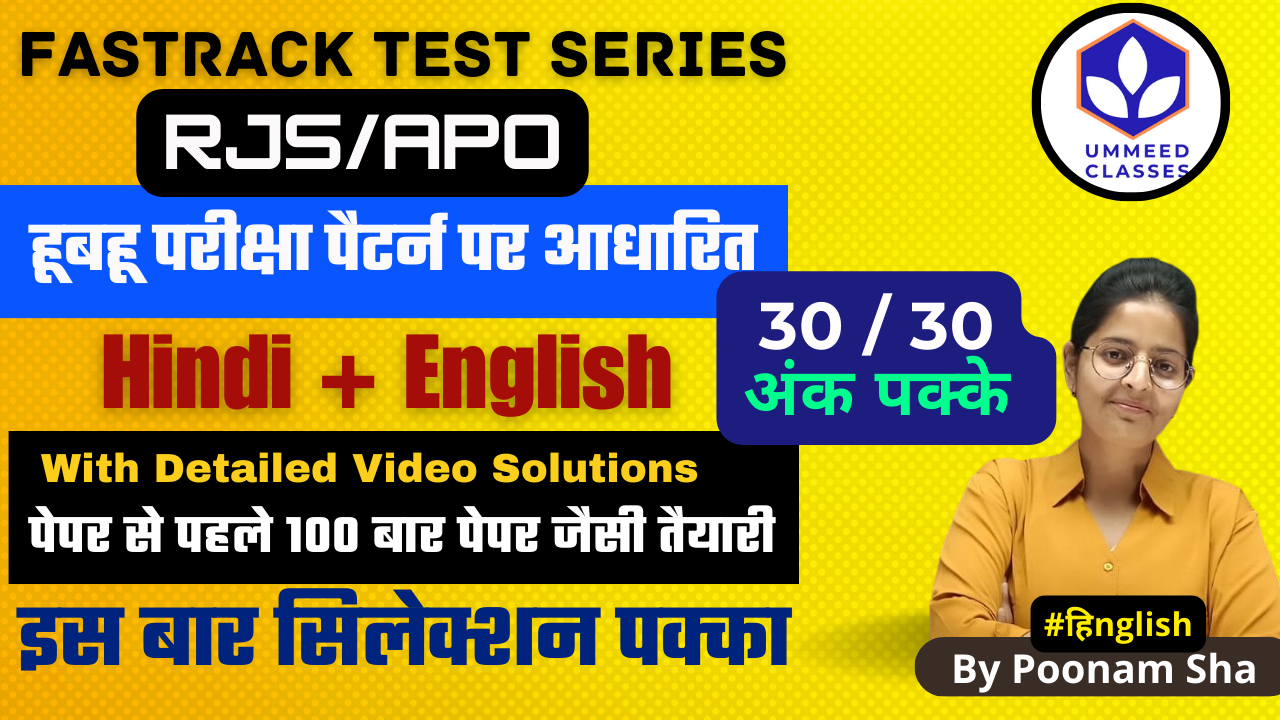 FASTRACK TEST SERIES
RJS/APO
UMMEED
CLASSES
हूबहू परीक्षा पैटर्न पर आधारित
30 / 30
अंक पक्के
Hindi + English
With Detailed Video Solutions
पेपर से पहले 100 बार पेपर जैसी तैयारी
इस बार सिलेक्शन पक्का
#हिnglish
By Poonam Sha